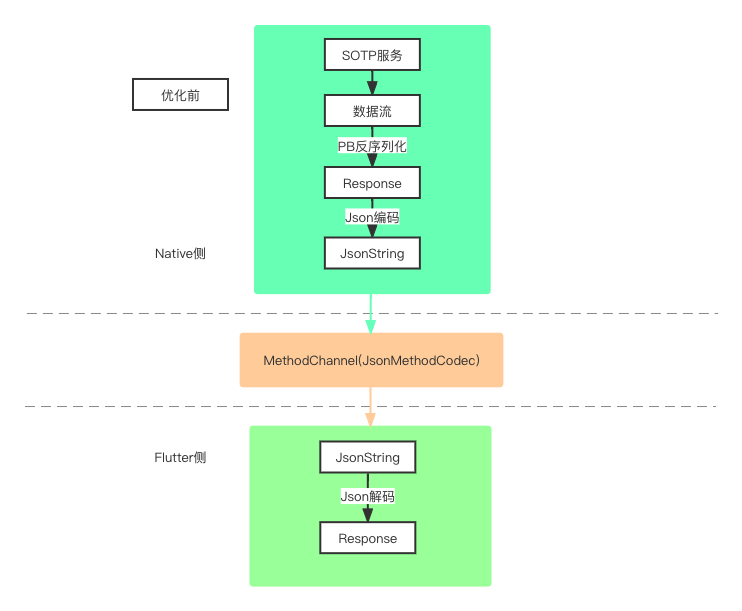 SOTP服务
优化前
数据流
PB反序列化
Response
Json编码
Native侧
JsonString
MethodChannel(JsonMethodCodec)
Flutter侧
JsonString
Json解码
Response